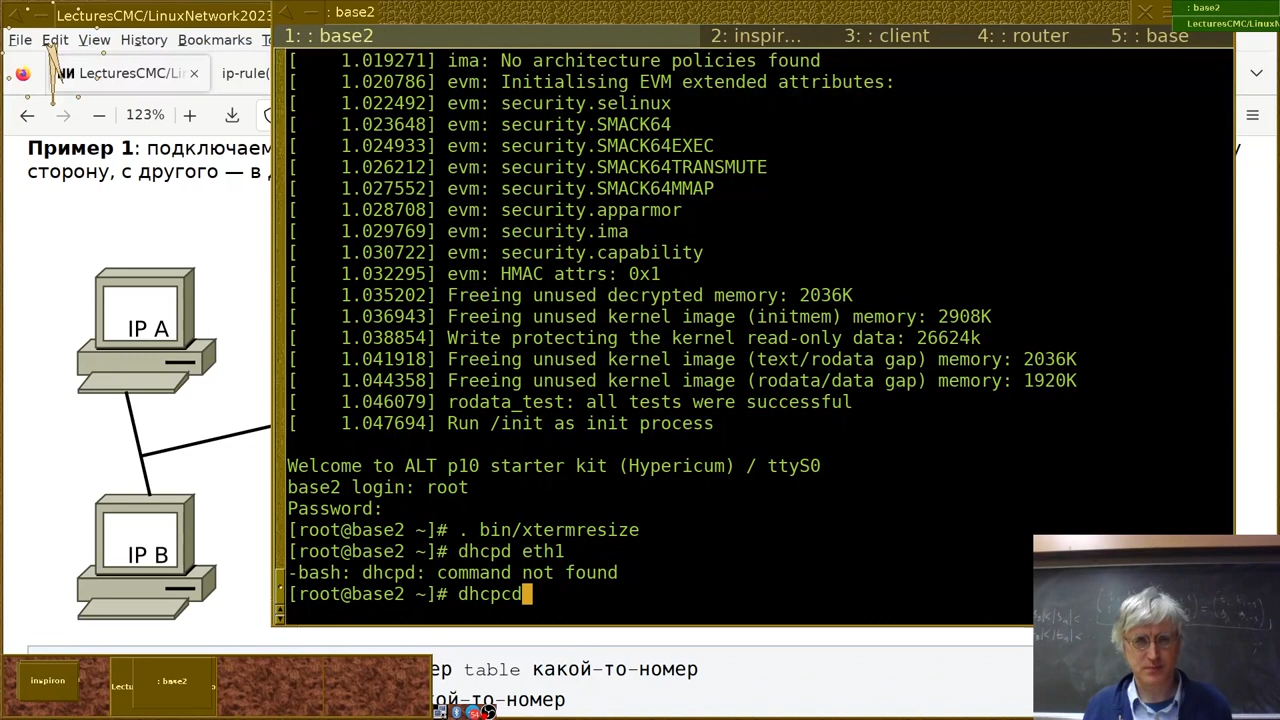 LecturesCMC/LinuxNetwork2023
: base2
: base2
LecturesCMC/LinuxN
File Edit View History Bookmarks
LecturesCMC/Li
ip-rule(
1: : base2
2: inspir...
3: : client
4: : router
5: : base
123%
Пример 1: подключаем
сторону, с другого — в
IP A
IP B
[    1.019271] ima: No architecture policies found
[    1.020786] evm: Initialising EVM extended attributes:
[    1.022492] evm: security.selinux
[    1.023648] evm: security.SMACK64
[    1.024933] evm: security.SMACK64EXEC
[    1.026212] evm: security.SMACK64TRANSMUTE
[    1.027552] evm: security.SMACK64MMAP
[    1.028708] evm: security.apparmor
[    1.029769] evm: security.ima
[    1.030722] evm: security.capability
[    1.032295] evm: HMAC attrs: 0x1
[    1.035202] Freeing unused decrypted memory: 2036K
[    1.036943] Freeing unused kernel image (initmem) memory: 2908K
[    1.038854] Write protecting the kernel read-only data: 26624k
[    1.041918] Freeing unused kernel image (text/rodata gap) memory: 2036K
[    1.044358] Freeing unused kernel image (rodata/data gap) memory: 1920K
[    1.046079] rodata_test: all tests were successful
[    1.047694] Run /init as init process
Welcome to ALT p10 starter kit (Hypericum) / ttyS0
base2 login: root
Password:
[root@base2 ~]# . bin/xtermresize
[root@base2 ~]# dhcpd eth1
-bash: dhcpd: command not found
[root@base2 ~]# dhcpcd
ер table какой-то-номер
ой-то-номер
inspiron
Lectu
: base2
54